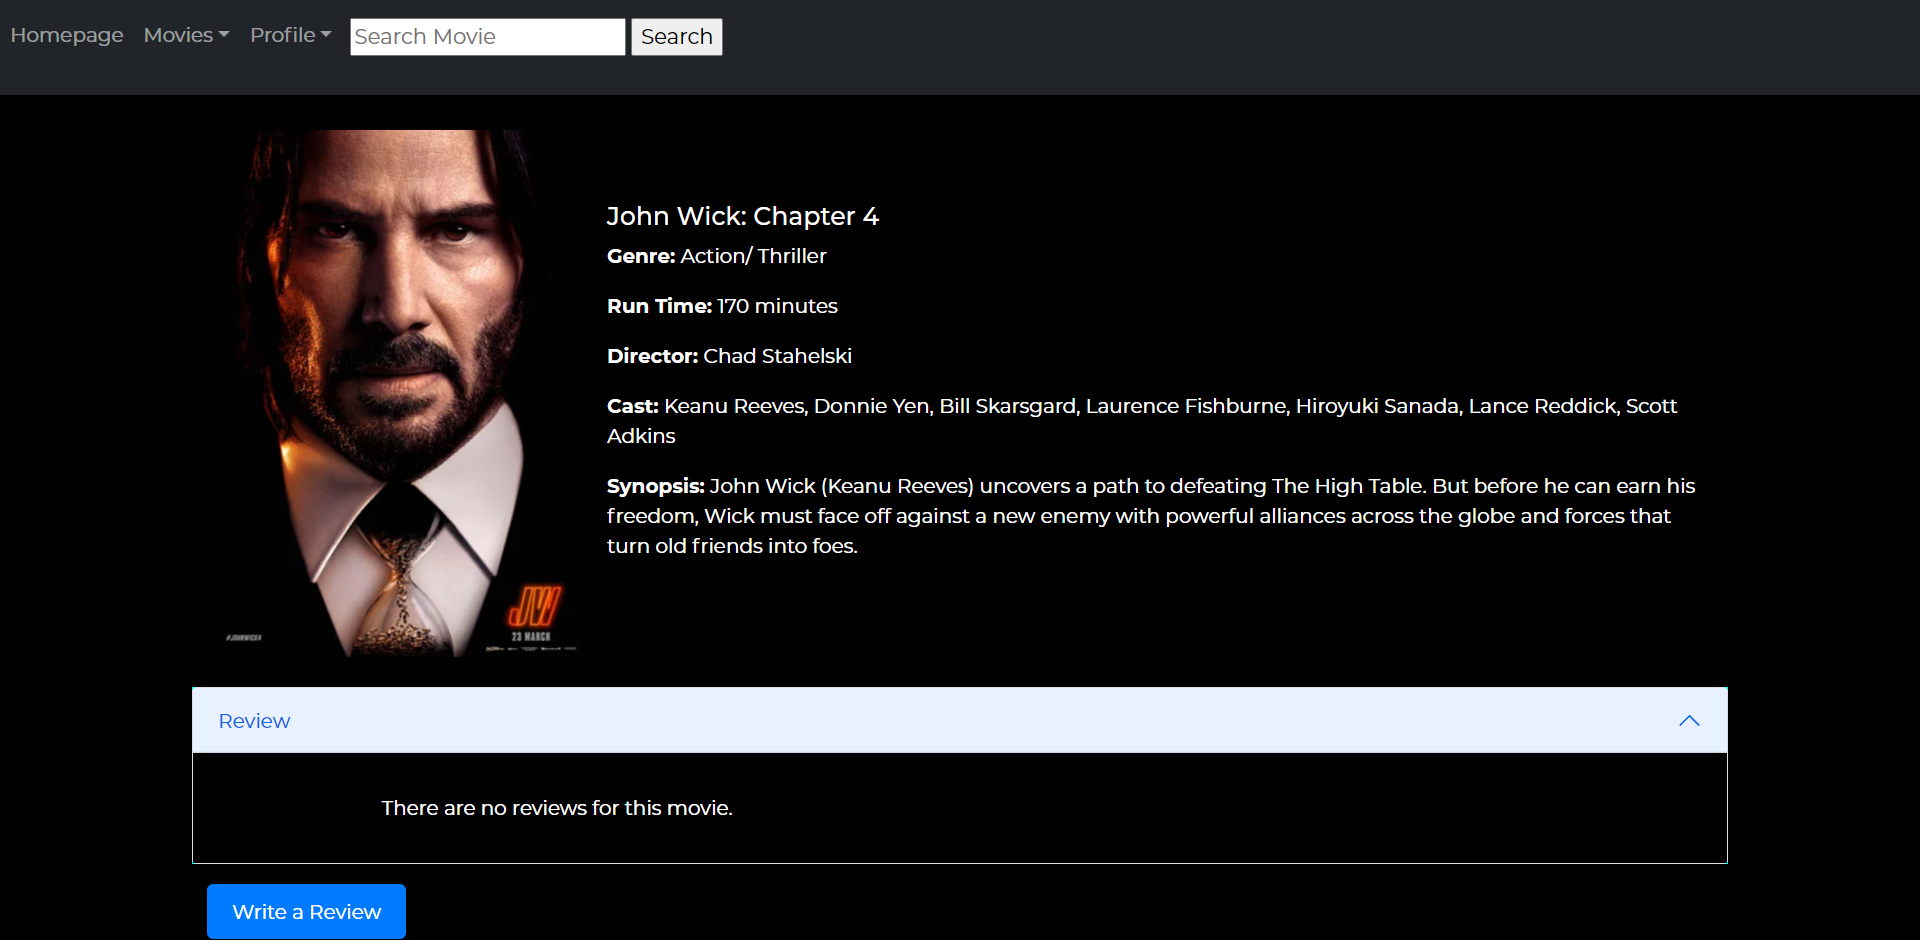 Homepage Movies Profile Search Movie Search
John Wick: Chapter 4
Genre: Action/ Thriller
Run Time: 170 minutes
Director: Chad Stahelski
Cast: Keanu Reeves, Donnie Yen, Bill Skarsgard, Laurence Fishburne, Hiroyuki Sanada, Lance Reddick, Scott
Adkins
Synopsis: John Wick (Keanu Reeves) uncovers a path to defeating The High Table. But before he can earn his
freedom, Wick must face off against a new enemy with powerful alliances across the globe and forces that
turn old friends into foes.
JW
#JOHNWICK4
23 MARCH
Review
There are no reviews for this movie.
Write a Review